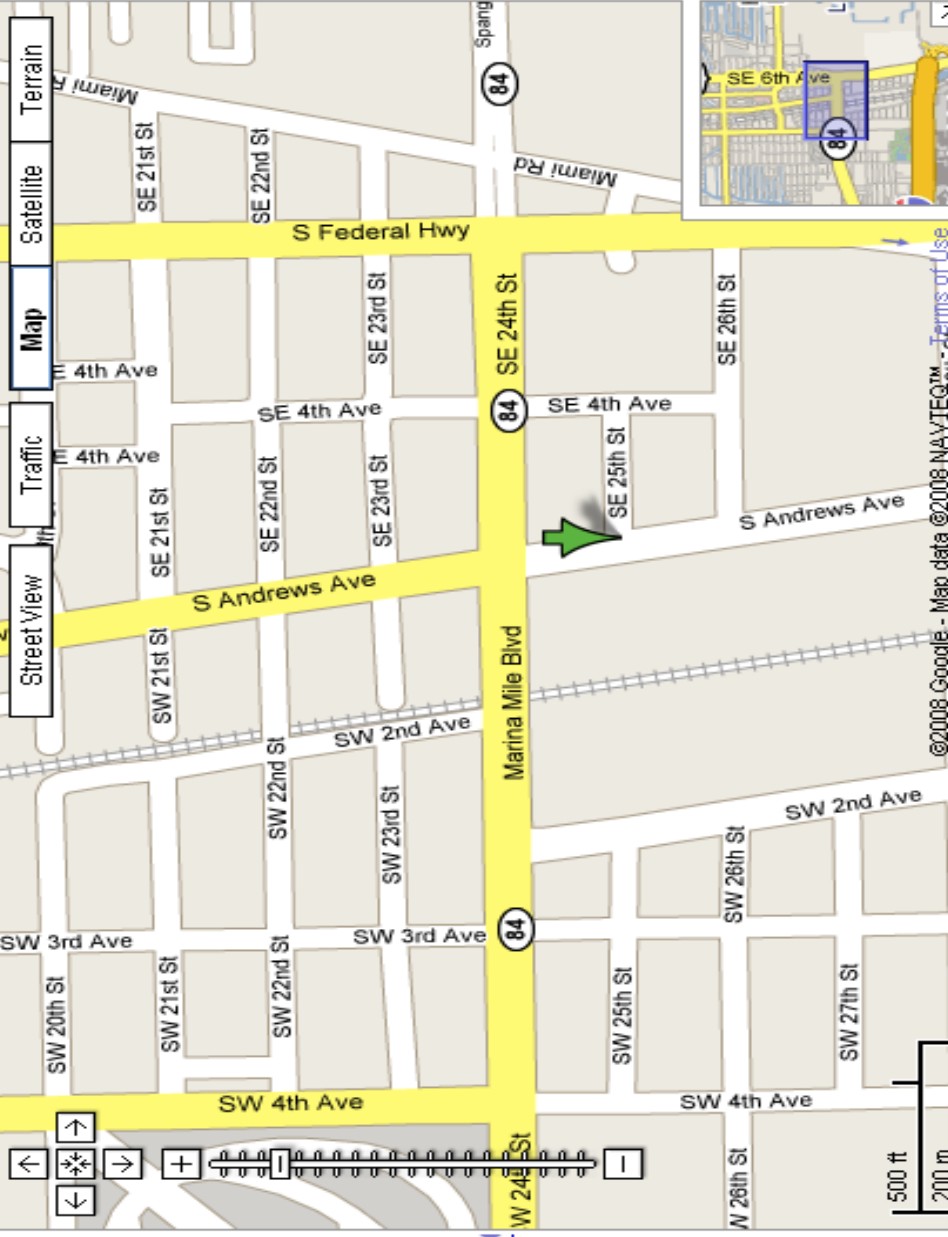 Street View
Traffic
Map
Satellite
Terrain
SW 20th St
SW 3rd Ave
E 4th Ave
E 4th Ave
Miami R
SW 21st St
SW 21st St
SE 21st St
SE 21st St
SW 4th Ave
SW 22nd St
SW 22nd St
S Andrews Ave
SE 22nd St
SE 4th Ave
SE 22nd St
S Federal Hwy
SW 3rd Ave
SW 23rd St
SW 2nd Ave
SE 23rd St
SE 23rd St
W 24th St
84
Marina Mile Blvd
84
SE 24th St
84
Spang
Miami Rd
SW 25th St
SE 25th St
SE 4th Ave
SW 4th Ave
W 26th St
SW 26th St
SE 26th St
SW 2nd Ave
S Andrews Ave
SW 27th St
SE 6th Ave
84
500 ft
200 m
©2008 Google - Map data ©2008 NAVTEQ™ -
Terms of Use